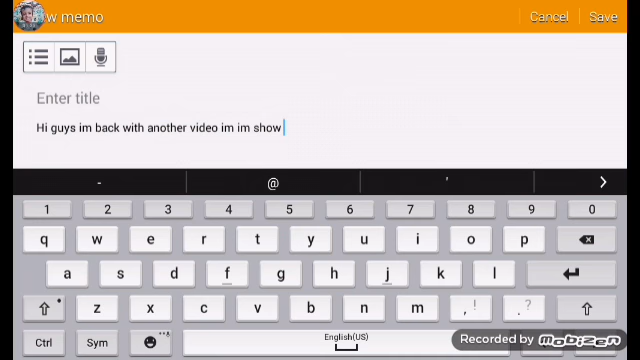 w memo
Cancel
Save
Enter title
Hi guys im back with another video im im show
- @ ' >
1 2 3 4 5 6 7 8 9 0
q w e r t y u i o p
a s d f g h j k l
z x c v b n m , ! . ?
Ctrl Sym English(US)
Recorded by mobizen